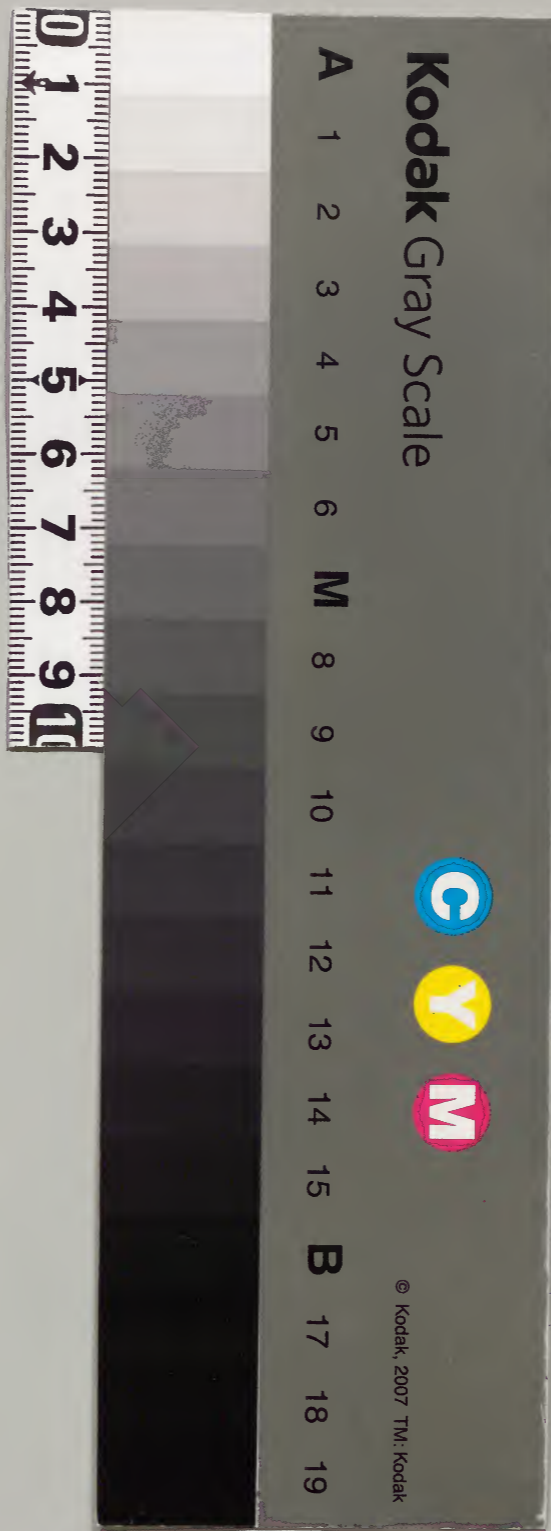 Kodak Gray Scale
C Y M
© Kodak, 2007 TM: Kodak
A 1 2 3 4 5 6 M 8 9 10 11 12 13 14 15 B 17 18 19
0 1 2 3 4 5 6 7 8 9 10